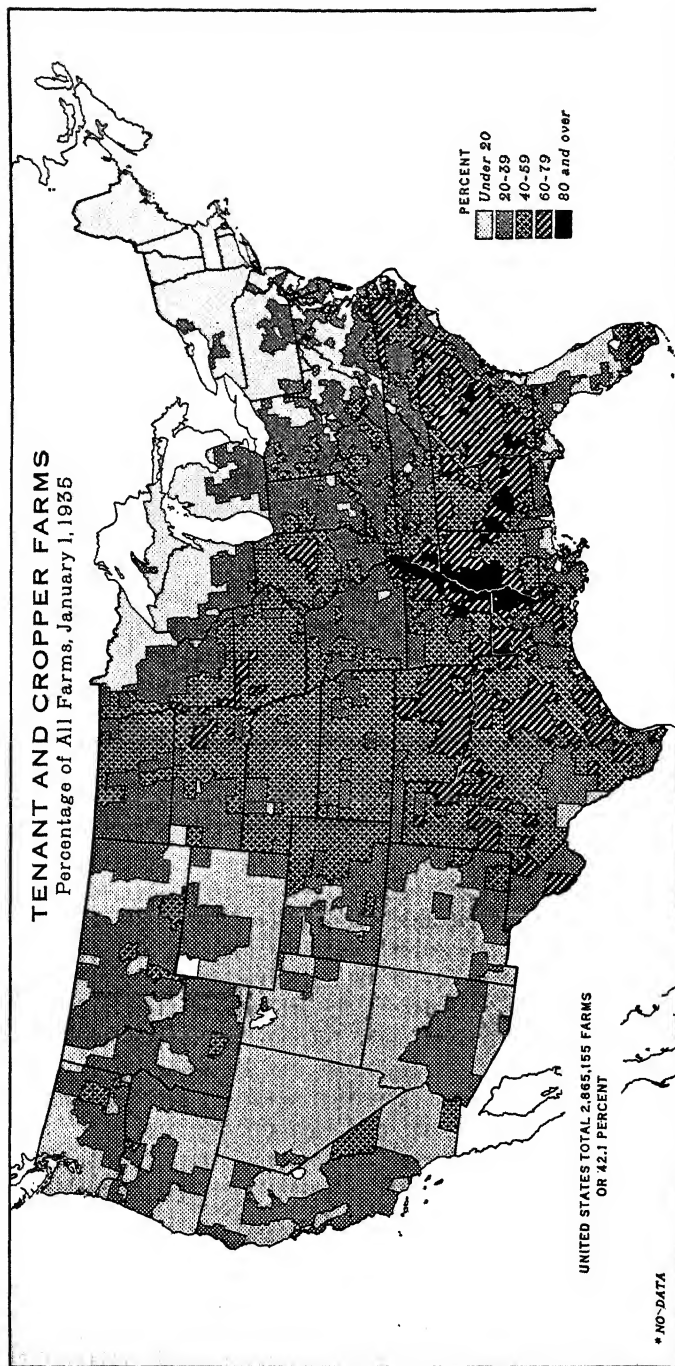 TENANT AND CROPPER FARMS
Percentage of All Farms, January 1, 1935
PERCENT
Under 20
20-39
40-59
60-79
80 and over
UNITED STATES TOTAL 2,865,155 FARMS
OR 42.1 PERCENT
* NO-DATA